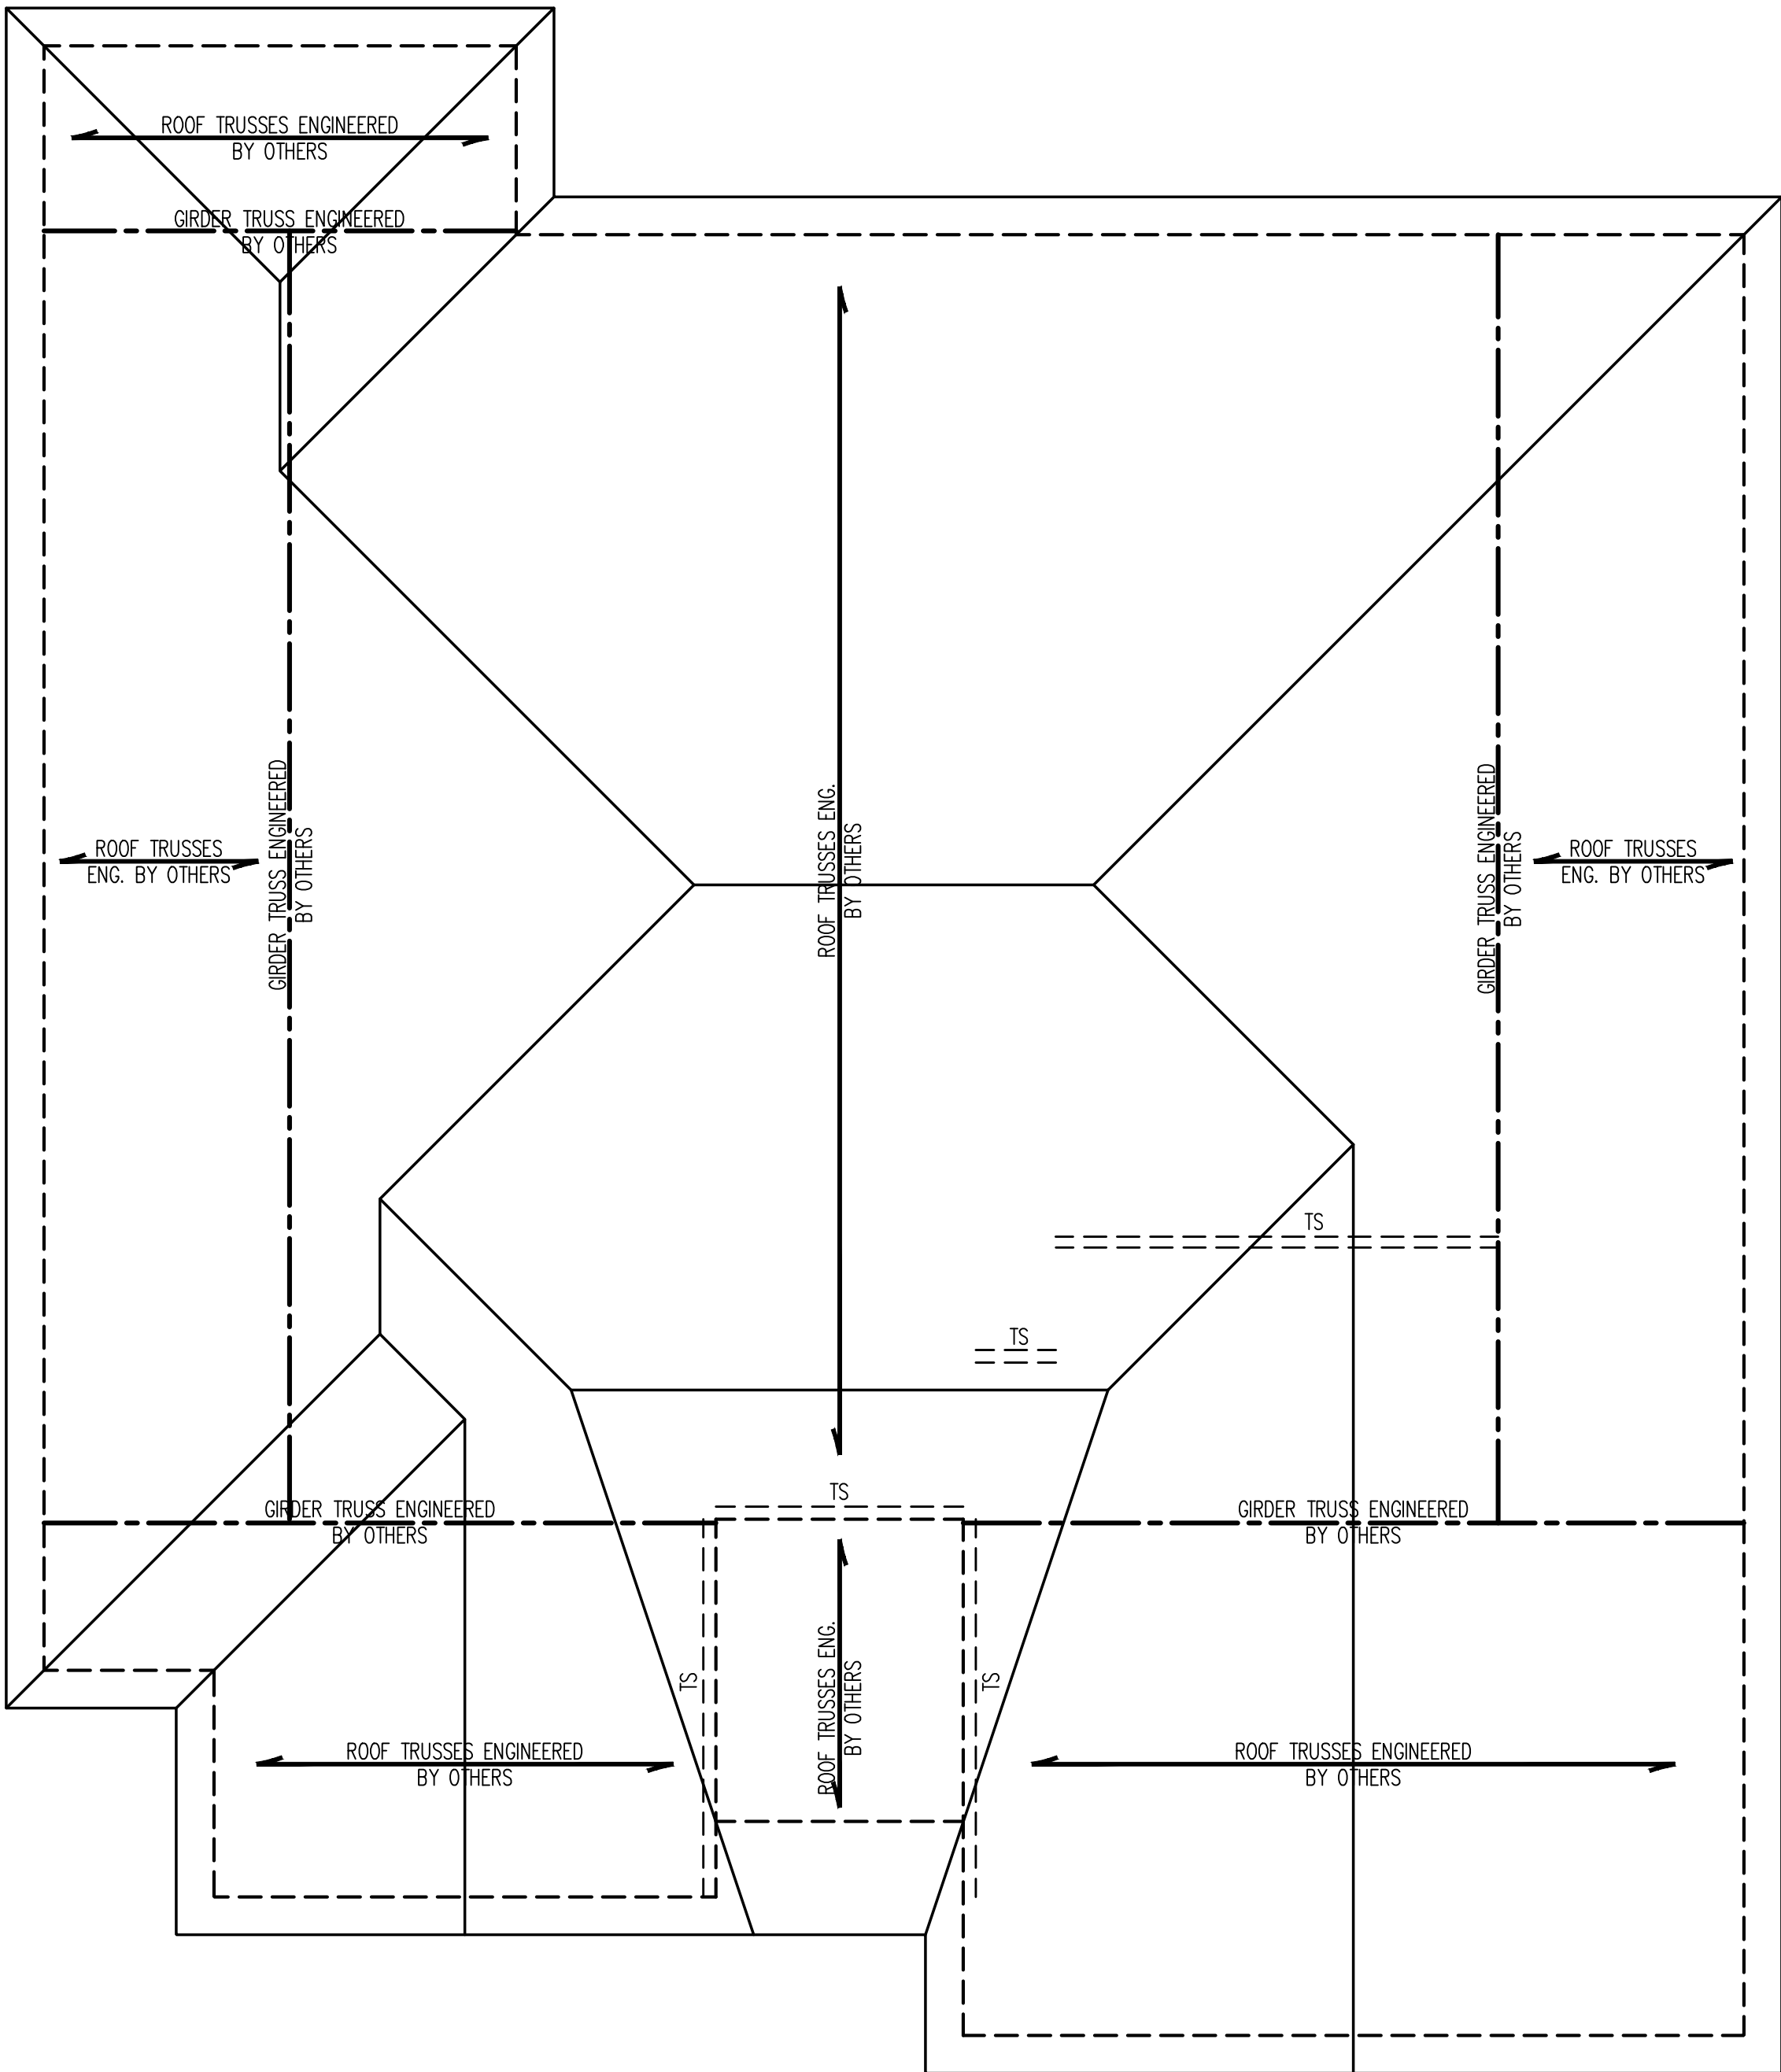 ROOF TRUSSES ENGINEERED
BY OTHERS
GIRDER TRUSS ENGINEERED
BY OTHERS
GIRDER TRUSS ENGINEERED
BY OTHERS
ROOF TRUSSES ENG.
BY OTHERS
GIRDER TRUSS ENGINEERED
BY OTHERS
ROOF TRUSSES
ENG. BY OTHERS
ROOF TRUSSES
ENG. BY OTHERS
TS
TS
TS
GIRDER TRUSS ENGINEERED
BY OTHERS
GIRDER TRUSS ENGINEERED
BY OTHERS
TS
ROOF TRUSSES ENG.
BY OTHERS
TS
ROOF TRUSSES ENGINEERED
BY OTHERS
ROOF TRUSSES ENGINEERED
BY OTHERS